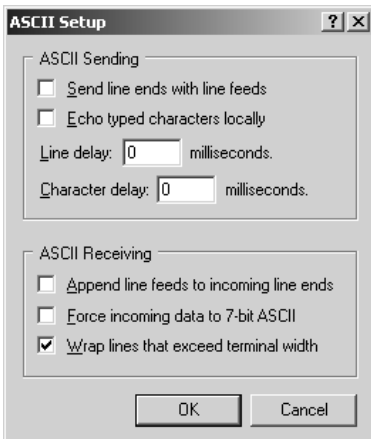 ASCII Setup
ASCII Sending
Send line ends with line feeds
Echo typed characters locally
Line delay: 0 milliseconds.
Character delay: 0 milliseconds.
ASCII Receiving
Append line feeds to incoming line ends
Force incoming data to 7-bit ASCII
Wrap lines that exceed terminal width
OK Cancel